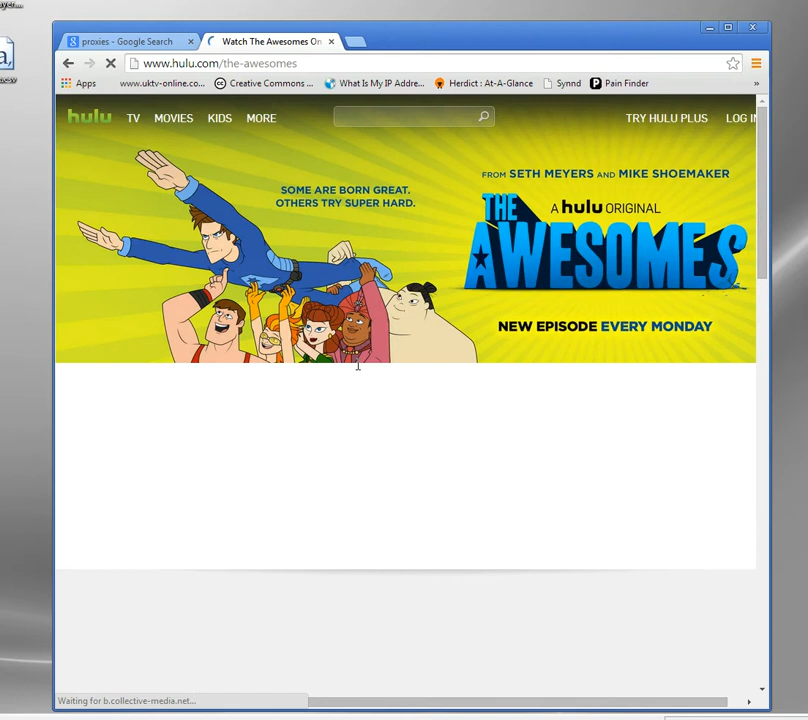 proxies - Google Search
Watch The Awesomes On
www.hulu.com/the-awesomes
Apps www.uktv-online.co... Creative Commons ... What Is My IP Addre... Herdict : At-A-Glance Synnd Pain Finder »
hulu TV MOVIES KIDS MORE TRY HULU PLUS LOG IN
SOME ARE BORN GREAT.
OTHERS TRY SUPER HARD.
FROM SETH MEYERS AND MIKE SHOEMAKER
A hulu ORIGINAL
THE
AWESOMES
NEW EPISODE EVERY MONDAY
Waiting for b.collective-media.net...